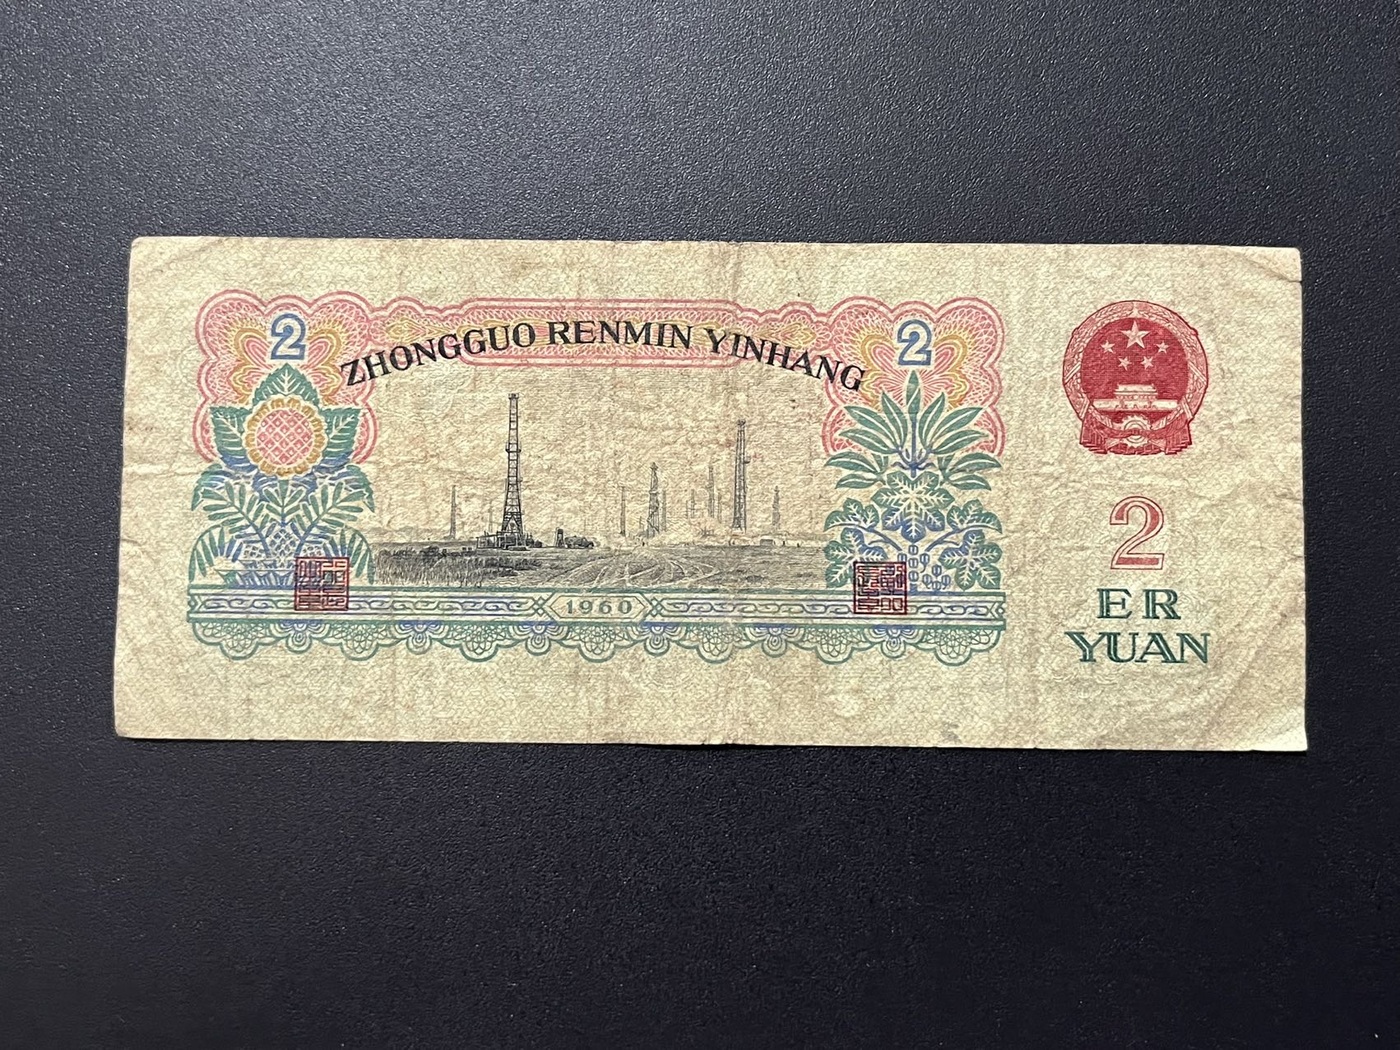 2
ZHONGGUO RENMIN YINHANG
2
1960
2
ER
YUAN